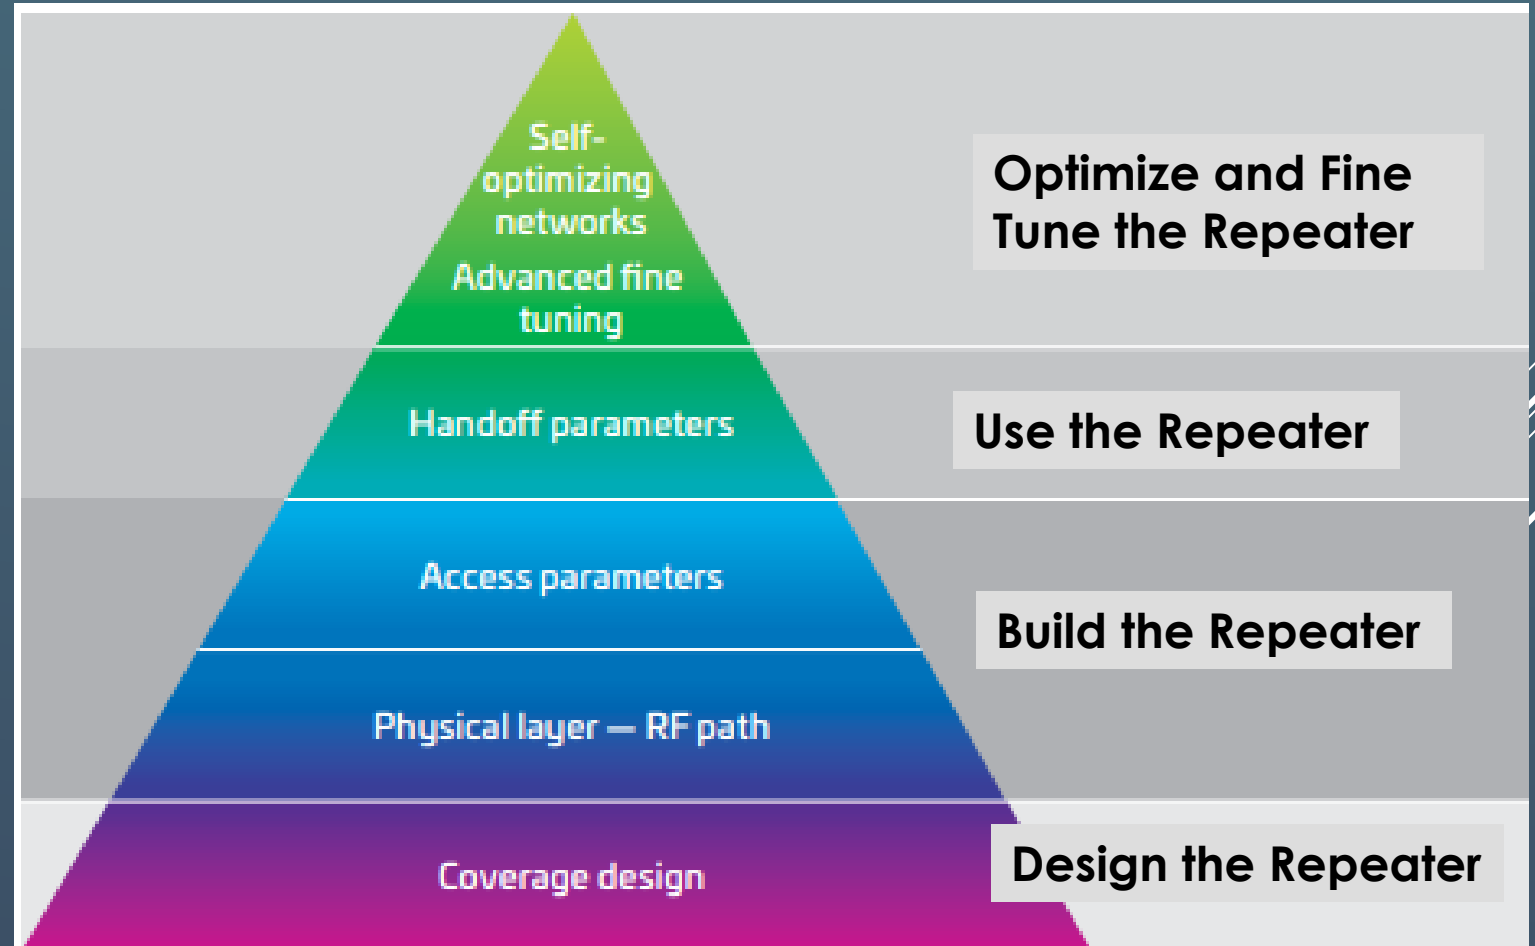 Self-
optimizing
networks
Advanced fine
tuning
Optimize and Fine
Tune the Repeater
Handoff parameters
Use the Repeater
Access parameters
Build the Repeater
Physical layer — RF path
Coverage design
Design the Repeater